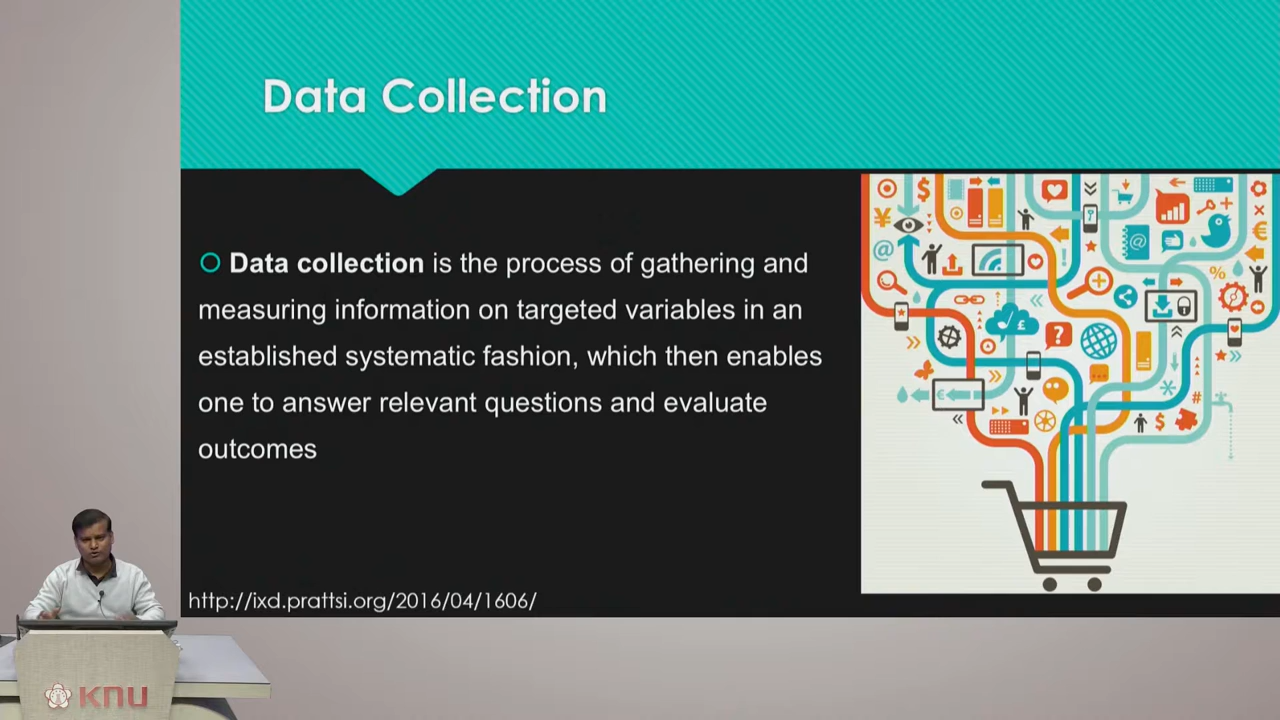 Data Collection
Data collection is the process of gathering and
measuring information on targeted variables in an
established systematic fashion, which then enables
one to answer relevant questions and evaluate
outcomes
http://ixd.prattsi.org/2016/04/1606/
KNU